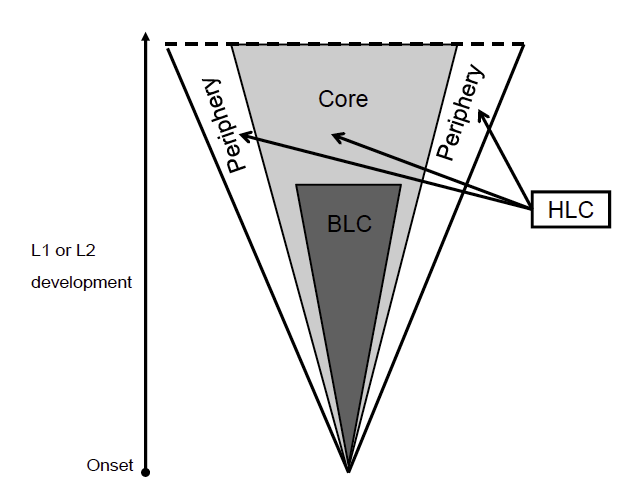 Periphery
Core
Periphery
BLC
HLC
L1 or L2
development
Onset